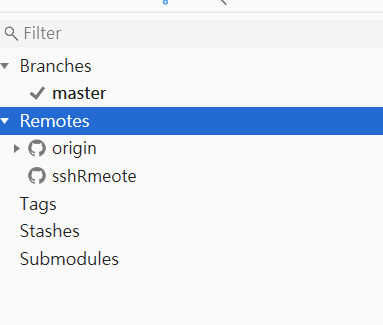 Filter
Branches
master
Remotes
origin
sshRmeote
Tags
Stashes
Submodules